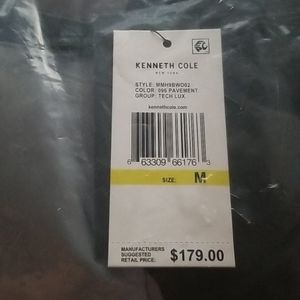 KENNETH COLE
NEW YORK
STYLE: WMH9BWO02
COLOR: 096 PAVEMENT
GROUP: TECH LUX
kennethcole.com
6 63309 66176 3
SIZE: M
MANUFACTURERS
SUGGESTED
RETAIL PRICE: $179.00